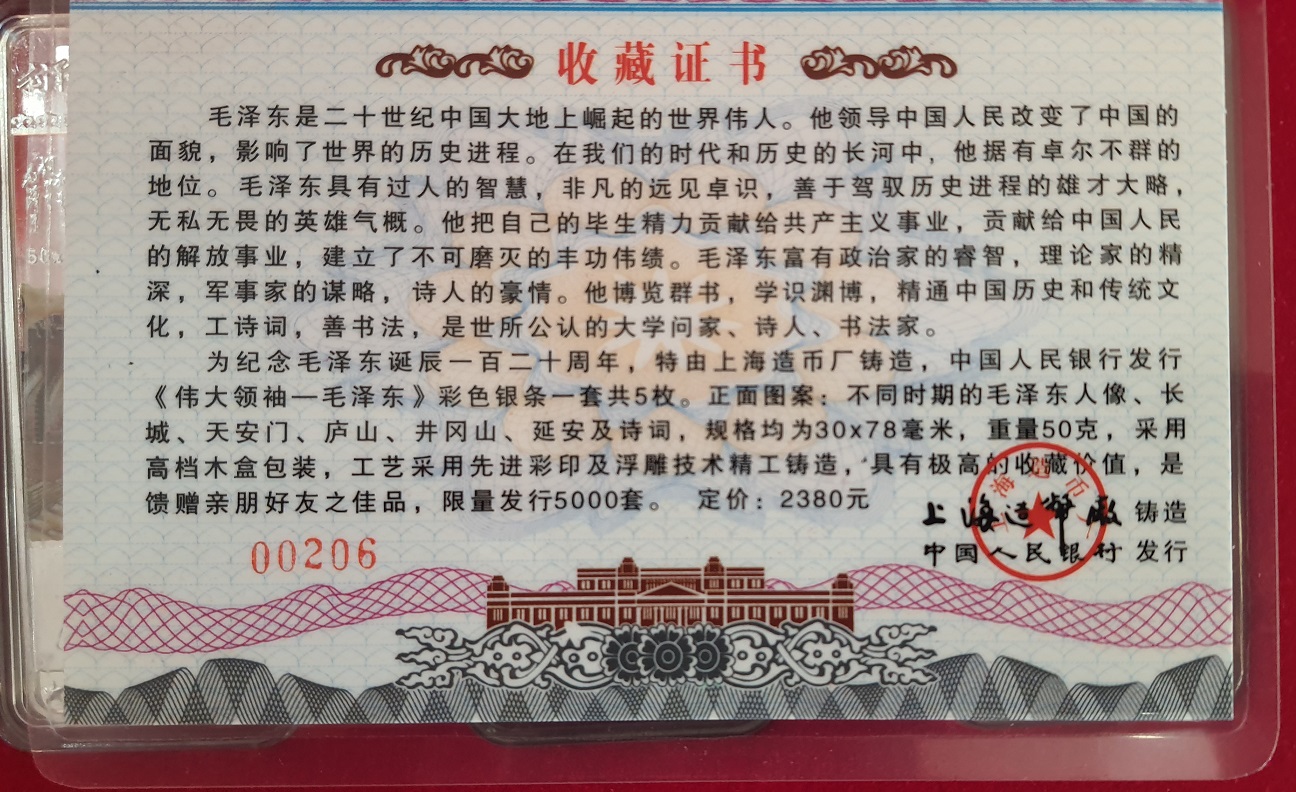 收藏证书
毛泽东是二十世纪中国大地上崛起的世界伟人。他领导中国人民改变了中国的
面貌，影响了世界的历史进程。在我们的时代和历史的长河中，他据有卓尔不群的
地位。毛泽东具有过人的智慧，非凡的远见卓识，善于驾驭历史进程的雄才大略，
无私无畏的英雄气概。他把自己的毕生精力贡献给共产主义事业，贡献给中国人民
的解放事业，建立了不可磨灭的丰功伟绩。毛泽东富有政治家的睿智，理论家的精
深，军事家的谋略，诗人的豪情。他博览群书，学识渊博，精通中国历史和传统文
化，工诗词，善书法，是世所公认的大学问家、诗人、书法家。
为纪念毛泽东诞辰一百二十周年，特由上海造币厂铸造，中国人民银行发行
《伟大领袖—毛泽东》彩色银条一套共5枚。正面图案：不同时期的毛泽东人像、长
城、天安门、庐山、井冈山、延安及诗词，规格均为30x78毫米，重量50克，采用
高档木盒包装，工艺采用先进彩印及浮雕技术精工铸造，具有极高的收藏价值，是
馈赠亲朋好友之佳品，限量发行5000套。 定价：2380元
上海造幣廠 铸造
中国人民银行 发行
00206